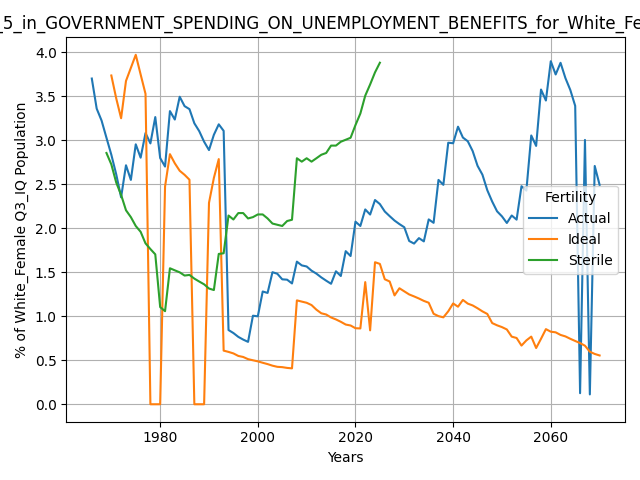 _5_in_GOVERNMENT_SPENDING_ON_UNEMPLOYMENT_BENEFITS_for_White_Fe
% of White_Female Q3_IQ Population
4.0
3.5
3.0
2.5
2.0
1.5
1.0
0.5
0.0
Fertility
Actual
Ideal
Sterile
1980
2000
2020
2040
2060
Years